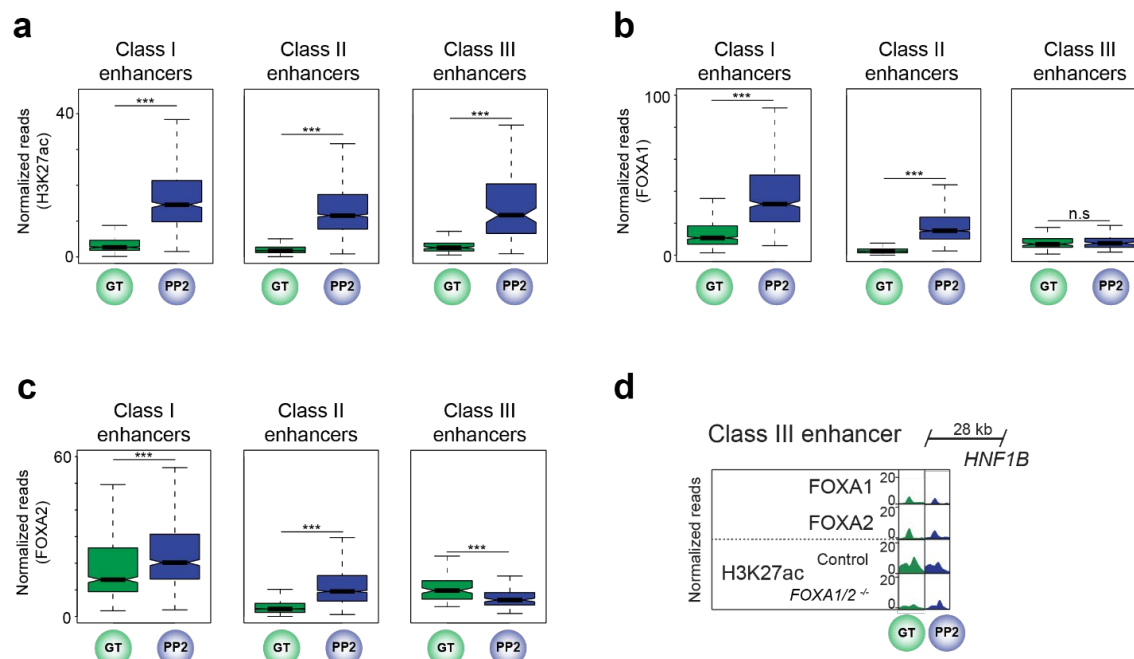 a
Class I
enhancers
Class II
enhancers
Class III
enhancers
Normalized reads
(H3K27ac)
40
0
***
***
***
GT
PP2
GT
PP2
GT
PP2
b
Class I
enhancers
Class II
enhancers
Class III
enhancers
Normalized reads
(FOXA1)
100
0
***
***
n.s
GT
PP2
GT
PP2
GT
PP2
c
Class I
enhancers
Class II
enhancers
Class III
enhancers
Normalized reads
(FOXA2)
60
0
***
***
***
GT
PP2
GT
PP2
GT
PP2
d
Class III enhancer
28 kb
HNF1B
Normalized reads
FOXA1
20
0
FOXA2
20
0
H3K27ac
Control
20
0
FOXA1/2 -/-
20
0
GT
PP2